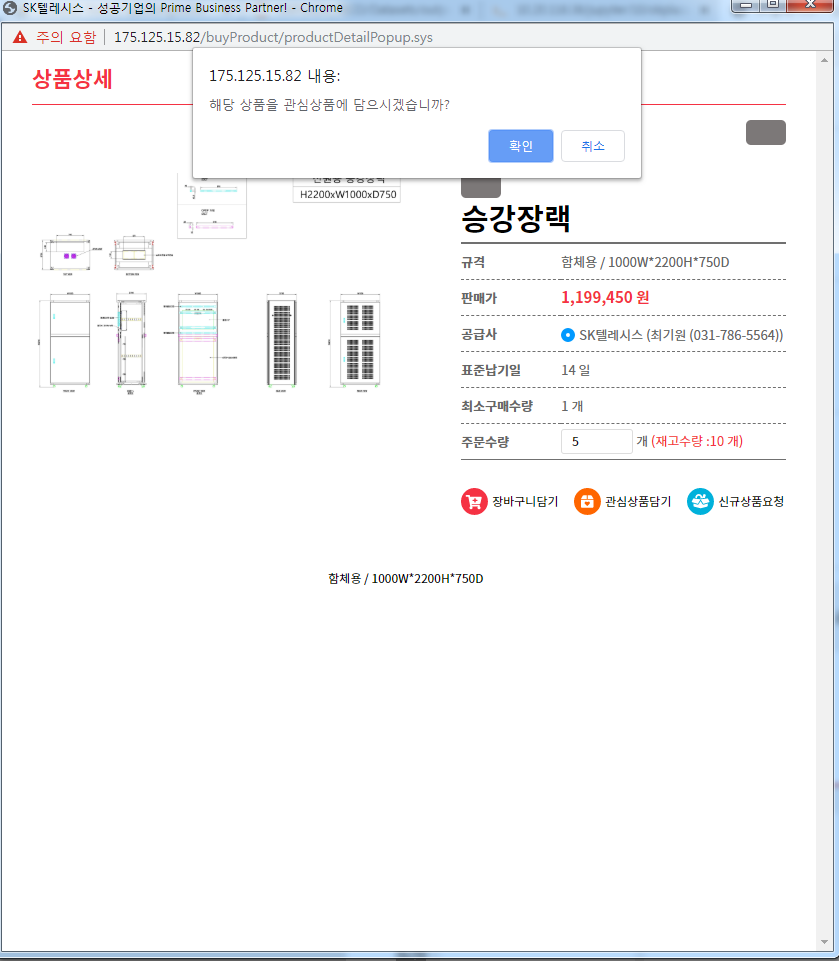 SK텔레시스 - 성공기업의 Prime Business Partner! - Chrome
주의 요함 | 175.125.15.82/buyProduct/productDetailPopup.sys
175.125.15.82 내용:
해당 상품을 관심상품에 담으시겠습니까?
확인 취소
상품상세
H2200xW1000xD750
승강장랙
규격 함체용 / 1000W*2200H*750D
판매가 1,199,450 원
공급사 SK텔레시스 (최기원 (031-786-5564))
표준납기일 14 일
최소구매수량 1 개
주문수량 5 개 (재고수량 :10 개)
장바구니담기 관심상품담기 신규상품요청
함체용 / 1000W*2200H*750D